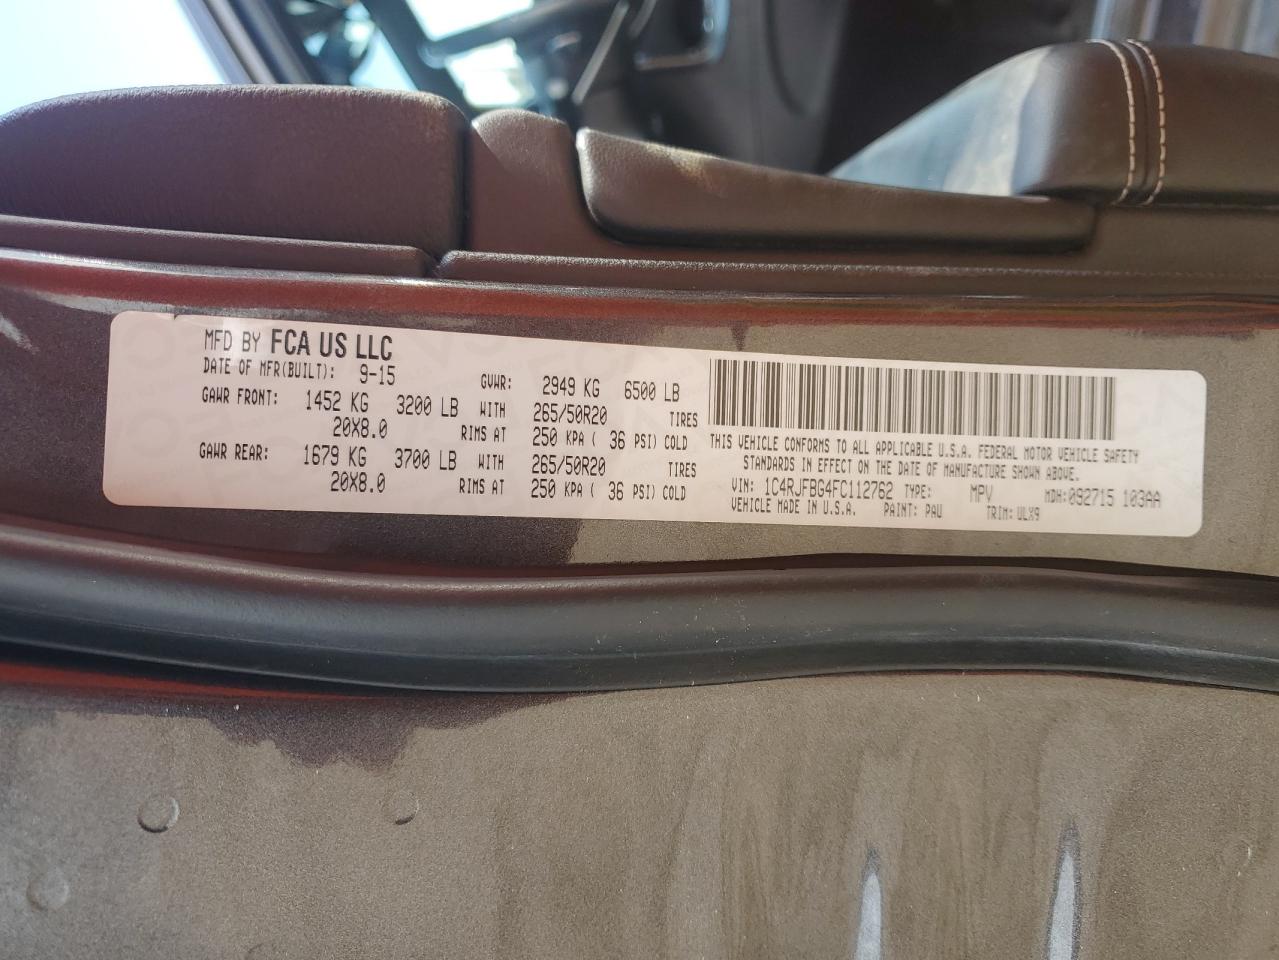 MFD BY FCA US LLC
DATE OF MFR(BUILT): 9-15 GVWR: 2949 KG 6500 LB
GAWR FRONT: 1452 KG 3200 LB WITH 265/50R20 TIRES
20X8.0 RIMS AT 250 KPA ( 36 PSI) COLD
GAWR REAR: 1679 KG 3700 LB WITH 265/50R20 TIRES
20X8.0 RIMS AT 250 KPA ( 36 PSI) COLD
THIS VEHICLE CONFORMS TO ALL APPLICABLE U.S.A. FEDERAL MOTOR VEHICLE SAFETY
STANDARDS IN EFFECT ON THE DATE OF MANUFACTURE SHOWN ABOVE.
VIN: 1C4RJFBG4FC112762 TYPE: MPV MDH:092715 103AA
VEHICLE MADE IN U.S.A. PAINT: PAU TRIM:ULX9